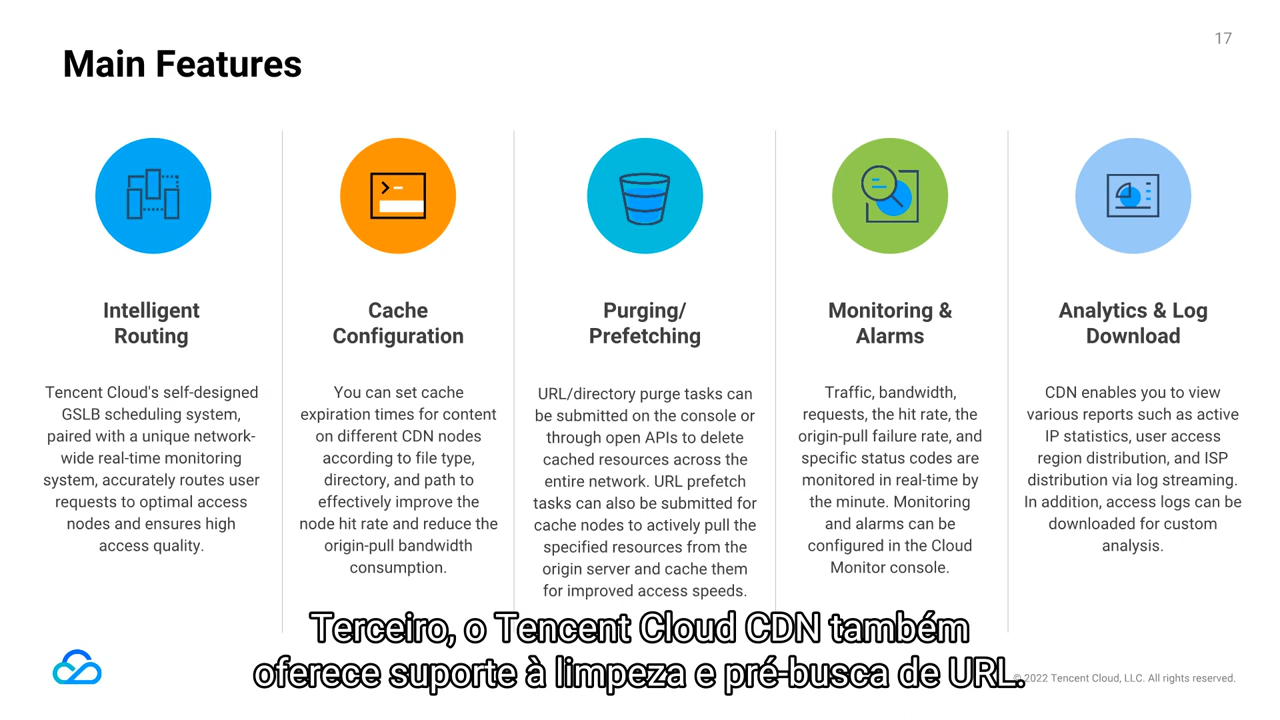 17
Main Features
Intelligent
Routing
Tencent Cloud's self-designed
GSLB scheduling system,
paired with a unique network-
wide real-time monitoring
system, accurately routes user
requests to optimal access
nodes and ensures high
access quality.
Cache
Configuration
You can set cache
expiration times for content
on different CDN nodes
according to file type,
directory, and path to
effectively improve the
node hit rate and reduce the
origin-pull bandwidth
consumption.
Purging/
Prefetching
URL/directory purge tasks can
be submitted on the console or
through open APIs to delete
cached resources across the
entire network. URL prefetch
tasks can also be submitted for
cache nodes to actively pull the
specified resources from the
origin server and cache them
for improved access speeds.
Monitoring &
Alarms
Traffic, bandwidth,
requests, the hit rate, the
origin-pull failure rate, and
specific status codes are
monitored in real-time by
the minute. Monitoring
and alarms can be
configured in the Cloud
Monitor console.
Analytics & Log
Download
CDN enables you to view
various reports such as active
IP statistics, user access
region distribution, and ISP
distribution via log streaming.
In addition, access logs can be
downloaded for custom
analysis.
Terceiro, o Tencent Cloud CDN também
oferece suporte à limpeza e pré-busca de URL.
© 2022 Tencent Cloud, LLC. All rights reserved.